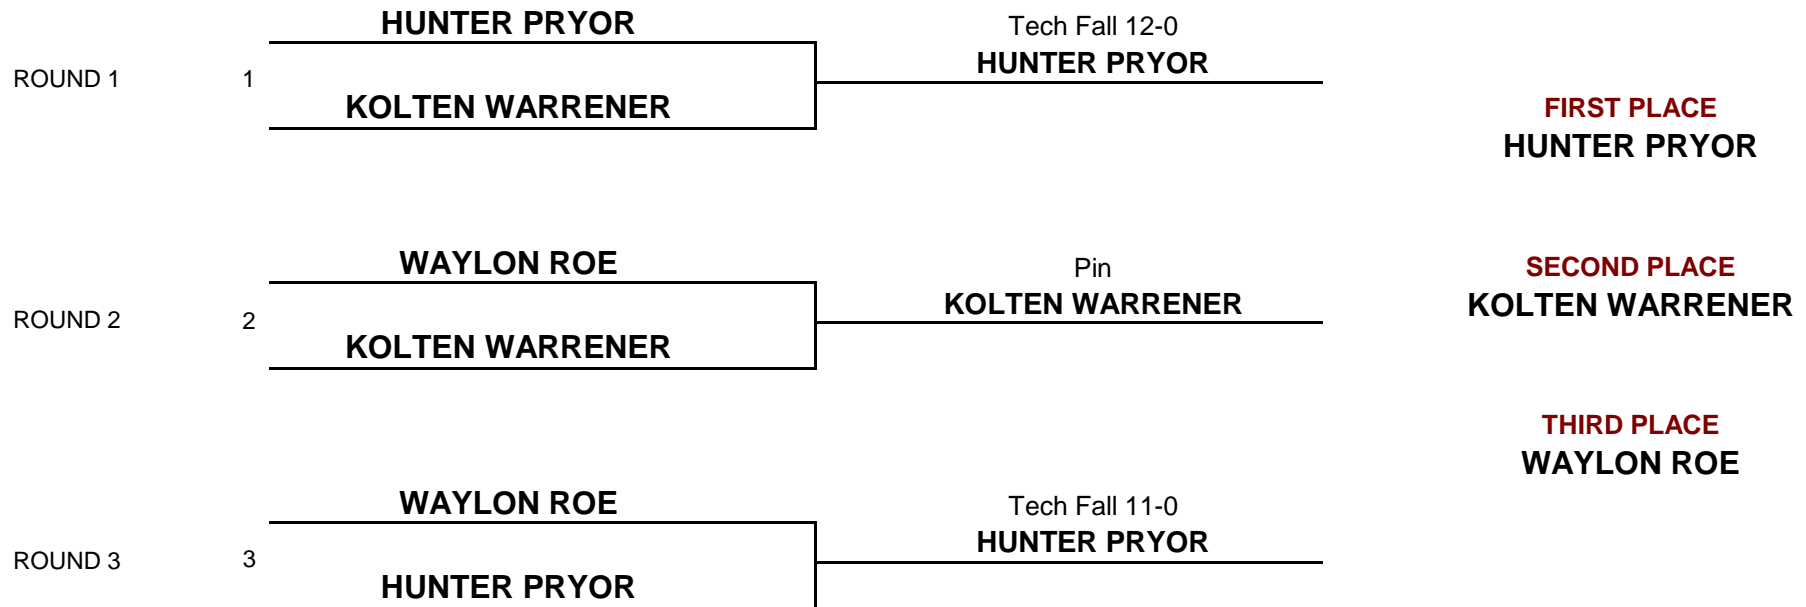 HUNTER PRYOR
Tech Fall 12-0
HUNTER PRYOR
ROUND 1
1
KOLTEN WARRENER
FIRST PLACE
HUNTER PRYOR
WAYLON ROE
Pin
KOLTEN WARRENER
SECOND PLACE
KOLTEN WARRENER
ROUND 2
2
KOLTEN WARRENER
THIRD PLACE
WAYLON ROE
WAYLON ROE
Tech Fall 11-0
HUNTER PRYOR
ROUND 3
3
HUNTER PRYOR